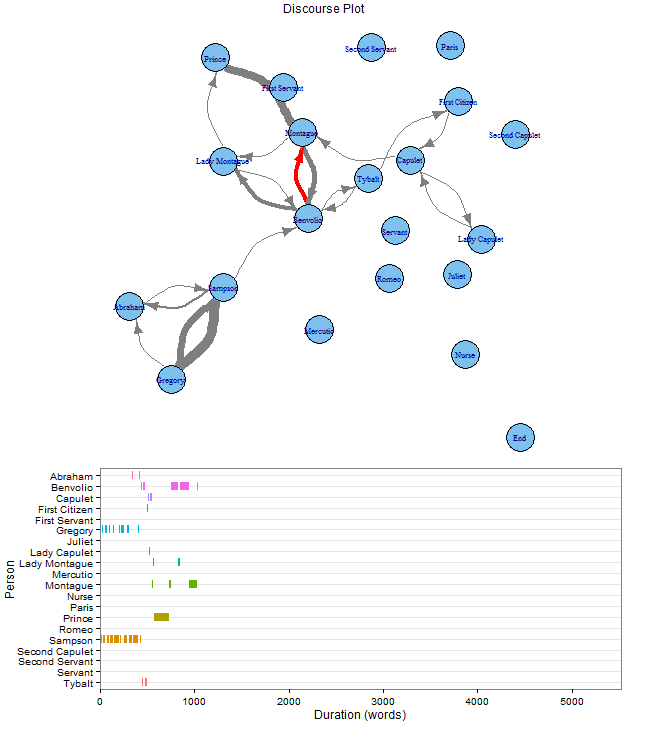 Discourse Plot
Second Servant
Paris
Prince
First Servant
First Citizen
Montague
Second Capulet
Lady Montague
Capulet
Tybalt
Benvolio
Servant
Lady Capulet
Romeo
Juliet
Sampson
Abraham
Mercutio
Nurse
Gregory
End
Person
Abraham
Benvolio
Capulet
First Citizen
First Servant
Gregory
Juliet
Lady Capulet
Lady Montague
Mercutio
Montague
Nurse
Paris
Prince
Romeo
Sampson
Second Capulet
Second Servant
Servant
Tybalt
0 1000 2000 3000 4000 5000
Duration (words)